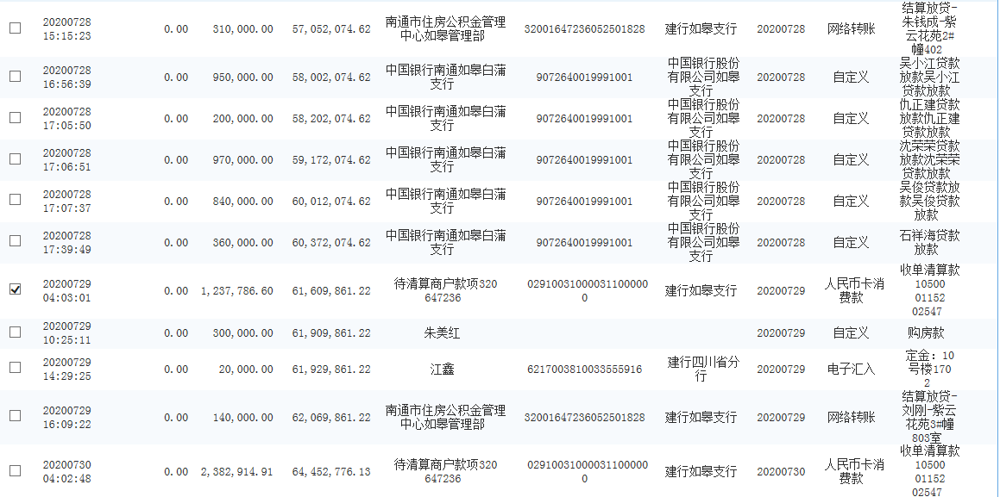 20200728 15:15:23 0.00 310,000.00 57,052,074.62 南通市住房公积金管理中心如皋管理部 32001647236052501828 建行如皋支行 20200728 网络转账 结算放贷-朱钱成-紫云花苑2#幢402
20200728 16:56:39 0.00 950,000.00 58,002,074.62 中国银行南通如皋白蒲支行 9072640019991001 中国银行股份有限公司如皋支行 20200728 自定义 吴小江贷款放款吴小江贷款放款
20200728 17:05:50 0.00 200,000.00 58,202,074.62 中国银行南通如皋白蒲支行 9072640019991001 中国银行股份有限公司如皋支行 20200728 自定义 仇正建贷款放款仇正建贷款放款
20200728 17:06:51 0.00 970,000.00 59,172,074.62 中国银行南通如皋白蒲支行 9072640019991001 中国银行股份有限公司如皋支行 20200728 自定义 沈荣荣贷款放款沈荣荣贷款放款
20200728 17:07:37 0.00 840,000.00 60,012,074.62 中国银行南通如皋白蒲支行 9072640019991001 中国银行股份有限公司如皋支行 20200728 自定义 吴俊贷款放款吴俊贷款放款
20200728 17:39:49 0.00 360,000.00 60,372,074.62 中国银行南通如皋白蒲支行 9072640019991001 中国银行股份有限公司如皋支行 20200728 自定义 石祥海贷款放款
20200729 04:03:01 0.00 1,237,786.60 61,609,861.22 待清算商户款项320647236 029100310000311000000 建行如皋支行 20200729 人民币卡消费款 收单清算款105000115202547
20200729 10:25:11 0.00 300,000.00 61,909,861.22 朱美红 20200729 自定义 购房款
20200729 14:29:25 0.00 20,000.00 61,929,861.22 江鑫 6217003810033555916 建行四川省分行 20200729 电子汇入 定金：10号楼1702
20200729 16:09:22 0.00 140,000.00 62,069,861.22 南通市住房公积金管理中心如皋管理部 32001647236052501828 建行如皋支行 20200729 网络转账 结算放贷-刘刚-紫云花苑3#幢803室
20200730 04:02:48 0.00 2,382,914.91 64,452,776.13 待清算商户款项320647236 029100310000311000000 建行如皋支行 20200730 人民币卡消费款 收单清算款105000115202547